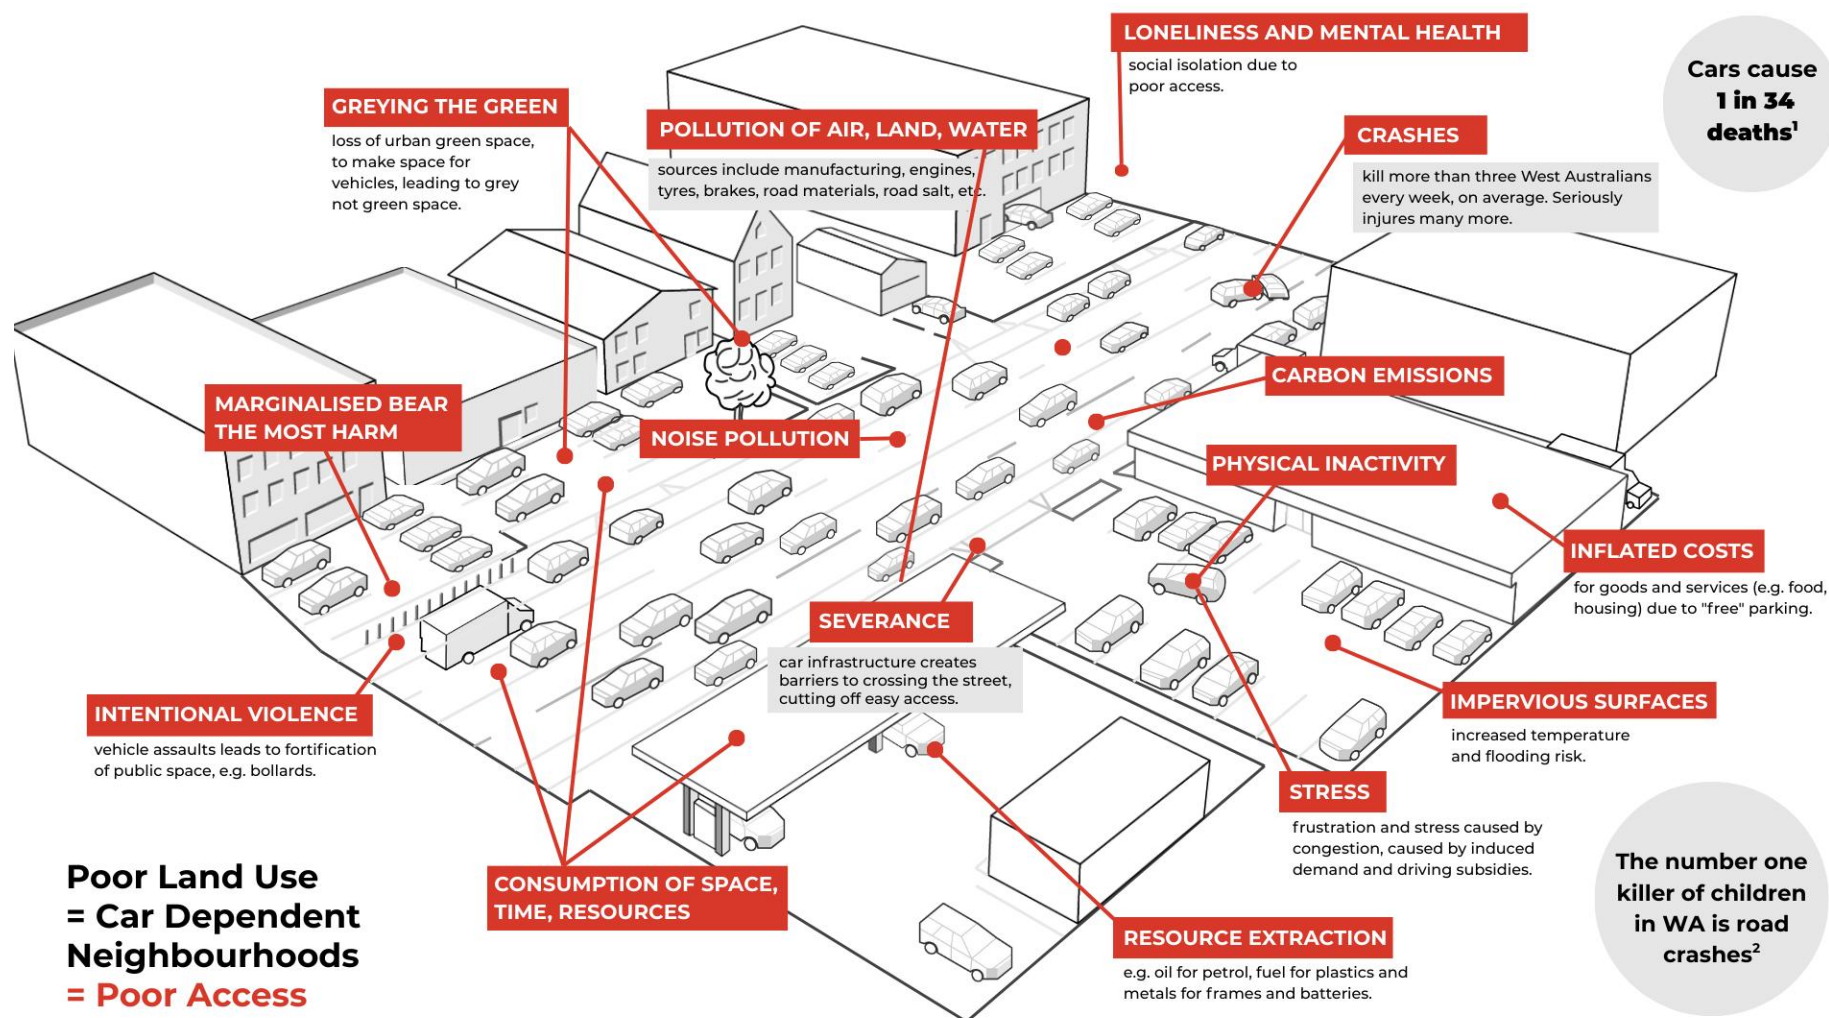 LONELINESS AND MENTAL HEALTH
social isolation due to
poor access.
Cars cause
1 in 34
deaths¹
GREYING THE GREEN
loss of urban green space,
to make space for
vehicles, leading to grey
not green space.
POLLUTION OF AIR, LAND, WATER
sources include manufacturing, engines,
tyres, brakes, road materials, road salt, etc.
CRASHES
kill more than three West Australians
every week, on average. Seriously
injures many more.
MARGINALISED BEAR
THE MOST HARM
NOISE POLLUTION
CARBON EMISSIONS
PHYSICAL INACTIVITY
INFLATED COSTS
for goods and services (e.g. food,
housing) due to "free" parking.
SEVERANCE
car infrastructure creates
barriers to crossing the street,
cutting off easy access.
INTENTIONAL VIOLENCE
vehicle assaults leads to fortification
of public space, e.g. bollards.
IMPERVIOUS SURFACES
increased temperature
and flooding risk.
STRESS
frustration and stress caused by
congestion, caused by induced
demand and driving subsidies.
CONSUMPTION OF SPACE,
TIME, RESOURCES
RESOURCE EXTRACTION
e.g. oil for petrol, fuel for plastics and
metals for frames and batteries.
Poor Land Use
= Car Dependent
Neighbourhoods
= Poor Access
The number one
killer of children
in WA is road
crashes²